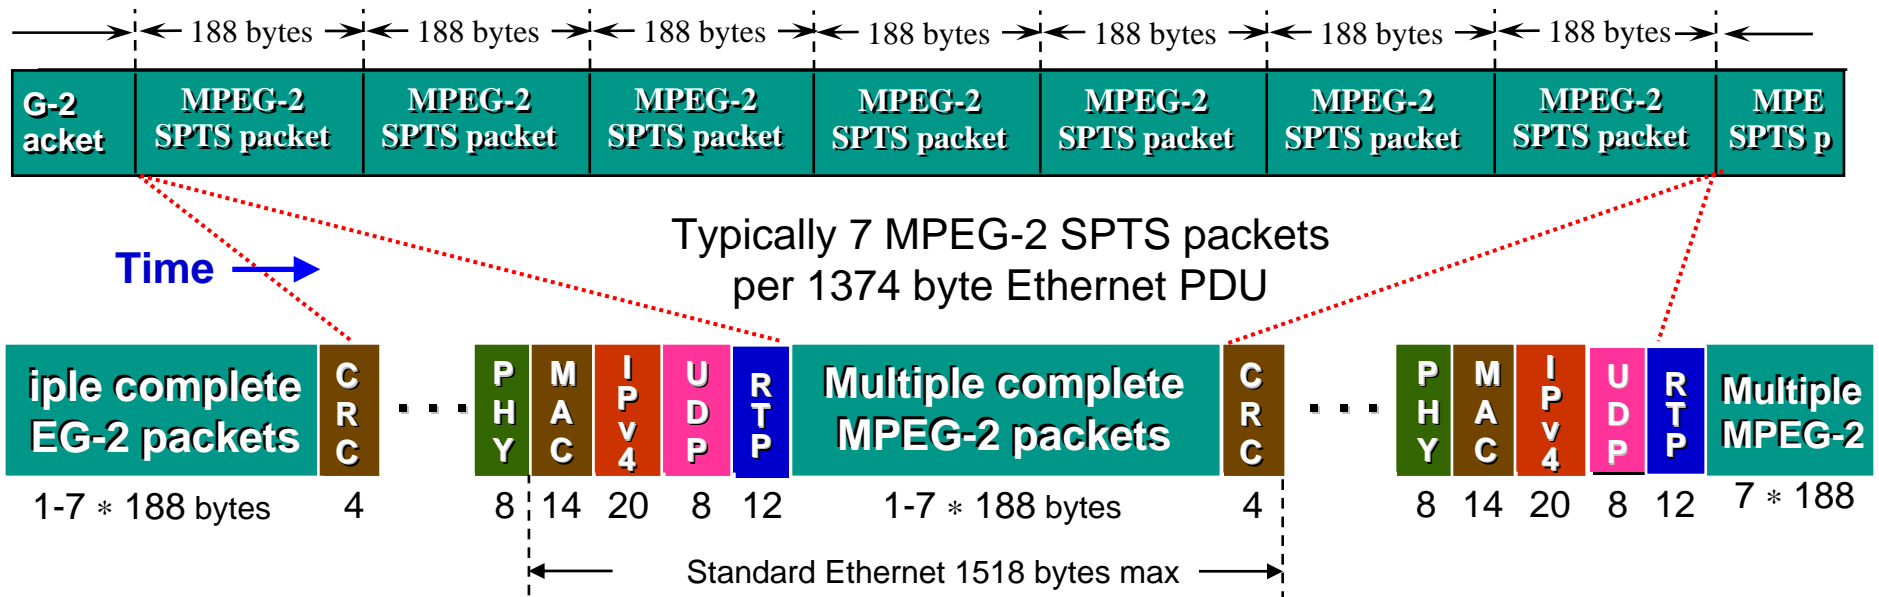 188 bytes 188 bytes 188 bytes 188 bytes 188 bytes 188 bytes 188 bytes
G-2 MPEG-2 MPEG-2 MPEG-2 MPEG-2 MPEG-2 MPEG-2 MPEG-2 MPE
acket SPTS packet SPTS packet SPTS packet SPTS packet SPTS packet SPTS packet SPTS packet SPTS p
Typically 7 MPEG-2 SPTS packets
per 1374 byte Ethernet PDU
Time
iple complete
EG-2 packets
CRC
. . .
PHY
MAC
IPv4
UDP
RTP
Multiple complete
MPEG-2 packets
CRC
. . .
PHY
MAC
IPv4
UDP
RTP
Multiple
MPEG-2
1-7 * 188 bytes 4 8 14 20 8 12 1-7 * 188 bytes 4 8 14 20 8 12 7 * 188
Standard Ethernet 1518 bytes max